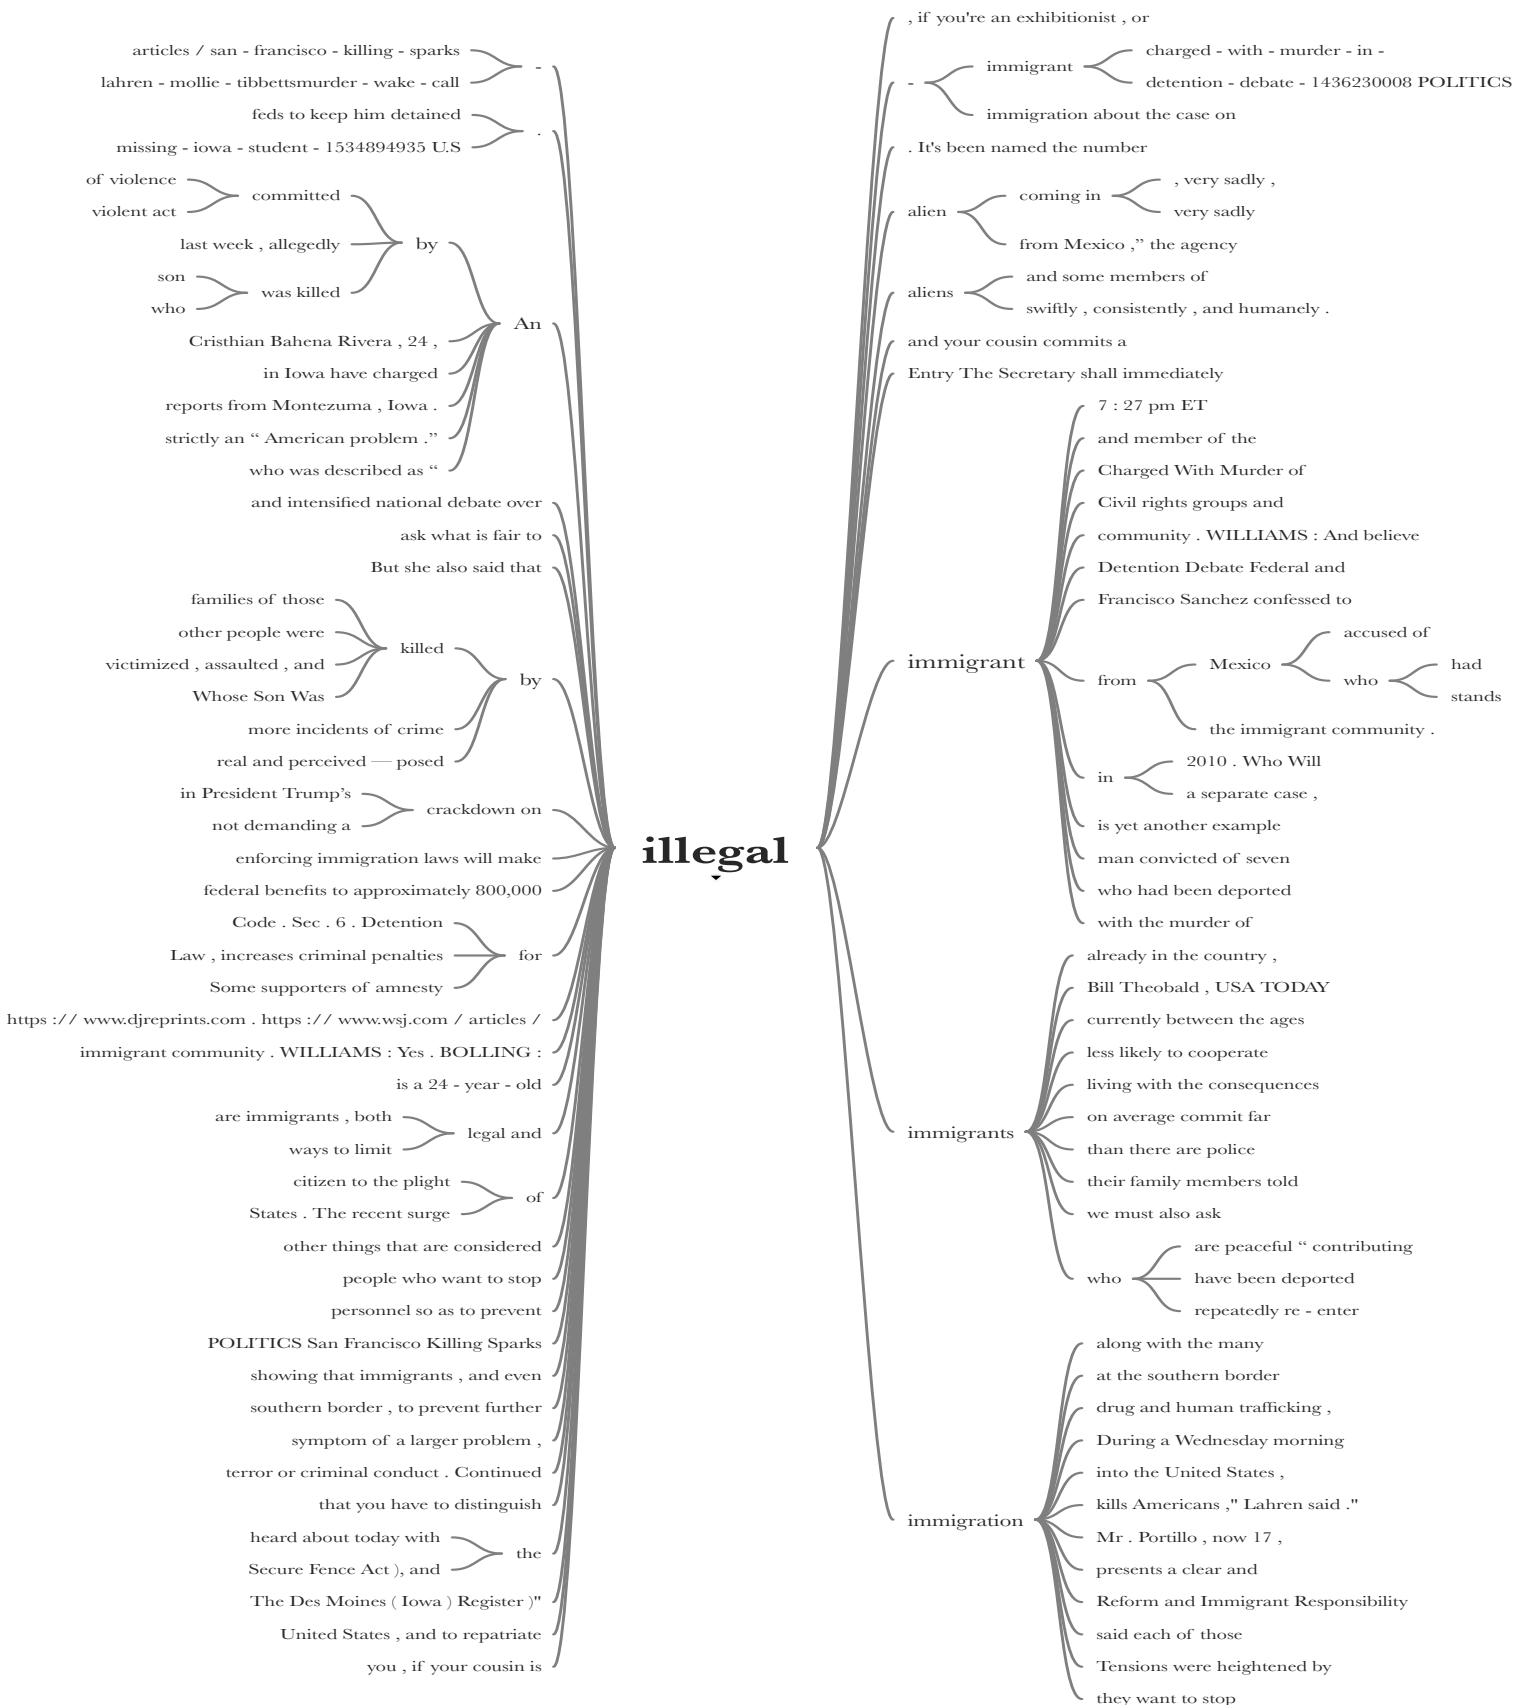 articles / san - francisco - killing - sparks
lahren - mollie - tibbettsmurder - wake - call
-
feds to keep him detained
missing - iowa - student - 1534894935 U.S
.
of violence
violent act
committed
last week , allegedly
son
who
was killed
by
Cristhian Bahena Rivera , 24 ,
in Iowa have charged
reports from Montezuma , Iowa .
strictly an “ American problem .”
who was described as “
An
and intensified national debate over
ask what is fair to
But she also said that
families of those
other people were
victimized , assaulted , and
Whose Son Was
killed
more incidents of crime
real and perceived — posed
by
in President Trump’s
not demanding a
crackdown on
enforcing immigration laws will make
federal benefits to approximately 800,000
Code . Sec . 6 . Detention
Law , increases criminal penalties
Some supporters of amnesty
for
https :// www.djreprints.com . https :// www.wsj.com / articles /
immigrant community . WILLIAMS : Yes . BOLLING :
is a 24 - year - old
are immigrants , both
ways to limit
legal and
citizen to the plight
States . The recent surge
of
other things that are considered
people who want to stop
personnel so as to prevent
POLITICS San Francisco Killing Sparks
showing that immigrants , and even
southern border , to prevent further
symptom of a larger problem ,
terror or criminal conduct . Continued
that you have to distinguish
heard about today with
Secure Fence Act ), and
the
The Des Moines ( Iowa ) Register )"
United States , and to repatriate
you , if your cousin is
illegal
, if you're an exhibitionist , or
-
immigrant
charged - with - murder - in -
detention - debate - 1436230008 POLITICS
immigration about the case on
. It's been named the number
alien
coming in
, very sadly ,
very sadly
from Mexico ,” the agency
aliens
and some members of
swiftly , consistently , and humanely .
and your cousin commits a
Entry The Secretary shall immediately
immigrant
7 : 27 pm ET
and member of the
Charged With Murder of
Civil rights groups and
community . WILLIAMS : And believe
Detention Debate Federal and
Francisco Sanchez confessed to
from
Mexico
accused of
who
had
stands
the immigrant community .
in
2010 . Who Will
a separate case ,
is yet another example
man convicted of seven
who had been deported
with the murder of
immigrants
already in the country ,
Bill Theobald , USA TODAY
currently between the ages
less likely to cooperate
living with the consequences
on average commit far
than there are police
their family members told
we must also ask
who
are peaceful “ contributing
have been deported
repeatedly re - enter
immigration
along with the many
at the southern border
drug and human trafficking ,
During a Wednesday morning
into the United States ,
kills Americans ," Lahren said ."
Mr . Portillo , now 17 ,
presents a clear and
Reform and Immigrant Responsibility
said each of those
Tensions were heightened by
they want to stop